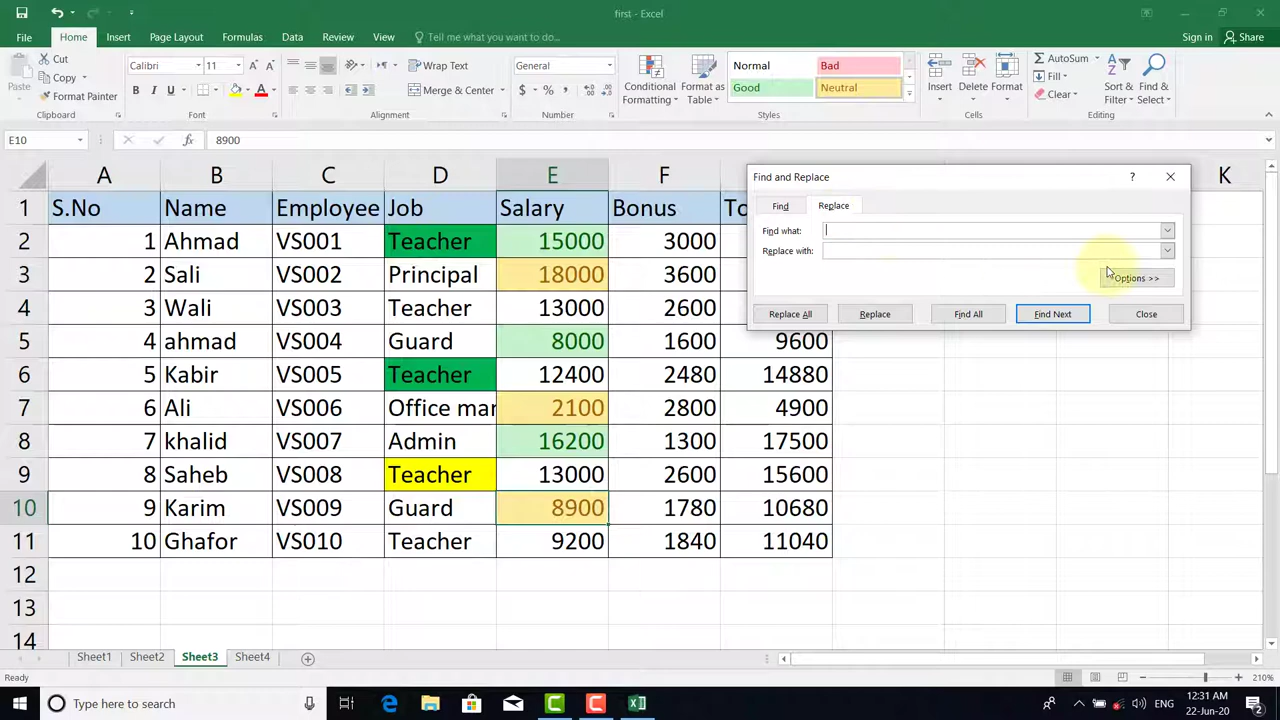 first - Excel
File Home Insert Page Layout Formulas Data Review View Tell me what you want to do... Sign in Share
Paste Cut Copy Format Painter Clipboard
Calibri 11 A A B I U A Font
Wrap Text Merge & Center Alignment
General $ % , Number
Conditional Formatting Format as Table Normal Bad Good Neutral Styles
Insert Delete Format Cells
AutoSum Fill Clear Sort & Filter Find & Select Editing
E10 fx 8900
A B C D E F K
1 S.No Name Employee Job Salary Bonus To
2 1 Ahmad VS001 Teacher 15000 3000
3 2 Sali VS002 Principal 18000 3600
4 3 Wali VS003 Teacher 13000 2600
5 4 ahmad VS004 Guard 8000 1600 9600
6 5 Kabir VS005 Teacher 12400 2480 14880
7 6 Ali VS006 Office mar 2100 2800 4900
8 7 khalid VS007 Admin 16200 1300 17500
9 8 Saheb VS008 Teacher 13000 2600 15600
10 9 Karim VS009 Guard 8900 1780 10680
11 10 Ghafor VS010 Teacher 9200 1840 11040
12
13
14
Find and Replace ?
Find Replace
Find what:
Replace with:
Options >>
Replace All Replace Find All Find Next Close
Sheet1 Sheet2 Sheet3 Sheet4
Ready 210%
Type here to search ENG 12:31 AM
22-Jun-20 2